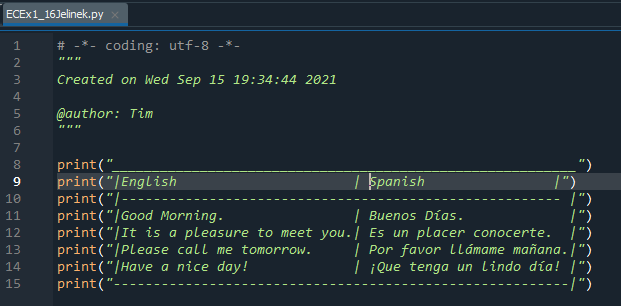 ECEx1_16Jelinek.py
1 # -*- coding: utf-8 -*-
2 """
3 Created on Wed Sep 15 19:34:44 2021
4
5 @author: Tim
6 """
7
8 print("______________________________________________________________")
9 print("|English                      | Spanish                |")
10 print("|-------------------------------------------------------- |")
11 print("|Good Morning.                | Buenos Días.             |")
12 print("|It is a pleasure to meet you.| Es un placer conocerte.  |")
13 print("|Please call me tomorrow.     | Por favor llámame mañana.|")
14 print("|Have a nice day!             | ¡Que tenga un lindo día! |")
15 print("---------------------------------------------------------|")